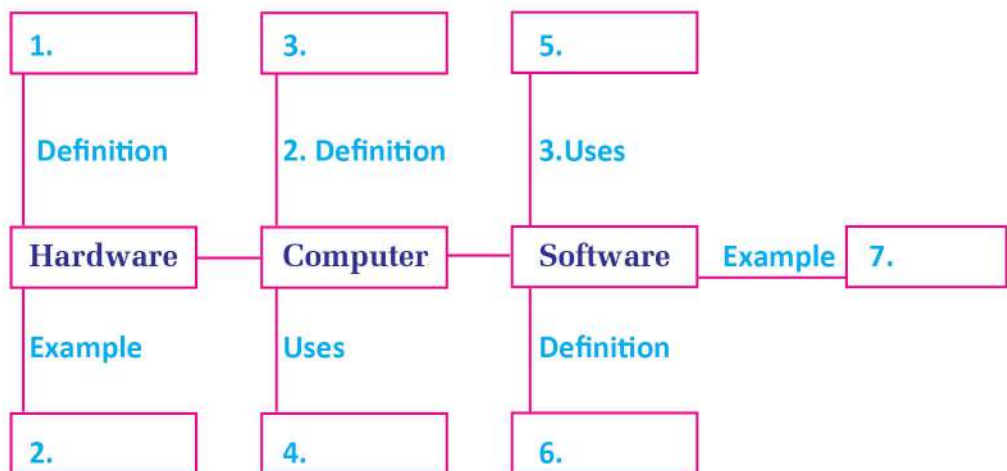 1. 3. 5.
Definition 2. Definition 3.Uses
Hardware Computer Software Example 7.
Example Uses Definition
2. 4. 6.